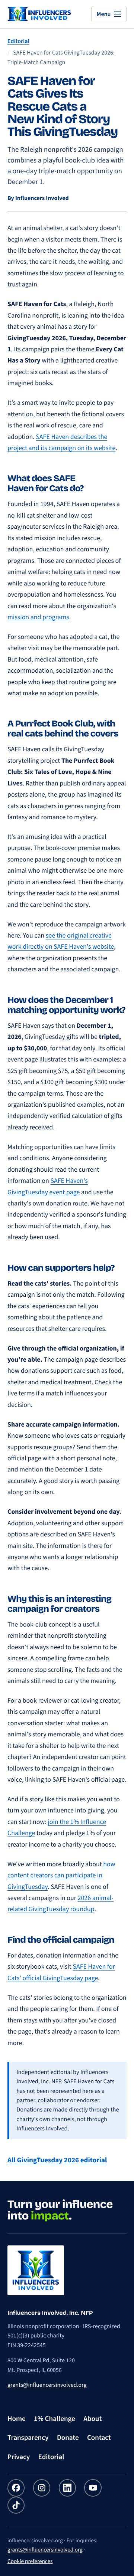 INFLUENCERS
INVOLVED
Menu
Editorial
SAFE Haven for Cats GivingTuesday 2026:
Triple-Match Campaign
SAFE Haven for
Cats Gives Its
Rescue Cats a
New Kind of Story
This GivingTuesday
The Raleigh nonprofit's 2026 campaign
combines a playful book-club idea with
a one-day triple-match opportunity on
December 1.
By Influencers Involved
At an animal shelter, a cat's story doesn't
begin when a visitor meets them. There is
the life they had before, the day the cat
arrives, the care it needs, the waiting, and
sometimes the second chance that starts
again.
SAFE Haven for Cats, a Raleigh, North
Carolina nonprofit, is leaning into the idea
that every animal has a story for
GivingTuesday 2026, Tuesday, December
1. Its campaign pairs the theme Every Cat
Has a Story with a lighthearted creative
project: six cats recast as the stars of
imagined books.
It's a smart way to invite people to pay
attention, but behind the fictional covers
is the real work of rescue, care and
adoption. SAFE Haven describes the
project and its campaign on its website.
What does SAFE
Haven for Cats do?
Founded in 1994, SAFE Haven operates a
no-kill cat shelter and low-cost
spay/neuter services in the Raleigh area.
Its stated mission includes rescue,
adoption, education and community
programs. Those are connected pieces of
animal welfare: helping cats in need now
while also working to reduce future
overpopulation and homelessness. You
can read more about the organization's
mission and programs.
For someone who has adopted a cat, the
shelter visit may be the memorable part.
But food, medical attention, safe
accommodation, socialization and the
people who keep that routine going are
what make an adoption possible.
A Purrfect Book Club, with
real cats behind the covers
SAFE Haven calls its GivingTuesday
storytelling project The Purrfect Book
Club: Six Tales of Love, Hope & Nine
Lives. Rather than publish ordinary appeal
posters alone, the group has imagined its
cats as characters in genres ranging from
fantasy and romance to mystery.
It's an amusing idea with a practical
purpose. The book-cover premise makes
someone pause long enough to notice an
individual animal who might otherwise be
one more photo in an endless feed. Then
the charity brings the message back to the
real animals and the care behind the story.
We won't reproduce the campaign artwork
here. You can see the original creative
work directly on SAFE Haven's website,
where the organization presents the
characters and the campaign context.
How does the December 1
matching opportunity work?
SAFE Haven says that on December 1,
2026, GivingTuesday gifts will be tripled,
up to $30,000, for that day only. Its official
event page illustrates the idea with
examples such as a $25 gift becoming
$75, a $50 gift becoming $150, and a
$100 gift becoming $300 within the
campaign terms. Those are the
organization's published examples, not an
independently verified calculation of gifts
already received.
Matching opportunities can have limits
and conditions. Anyone considering
donating should read the current
information on SAFE Haven's
GivingTuesday event page and use the
charity's own donation route. We have not
independently verified a sponsor's funding
or how much of the match, if any, has
already been used.
How can supporters help?
Read the cats' stories. The point of this
campaign is not only the match. Following
the cats' experiences can tell you
something about the patience and
resources that shelter care requires.
Give through the official organization, if
you're able. The campaign page describes
how donations support cat food, shelter
and medical treatment. Check the live
terms if a match influences your decision.
Share accurate campaign information.
Know someone who loves cats or regularly
supports rescue groups? Send them the
official page with a short personal note,
and mention the December 1 date
accurately. A good story is worth passing
along on its own.
Consider involvement beyond one day.
Adoption, volunteering and other support
options are described on SAFE Haven's
main site. That information is important for
anyone who wants a longer relationship
with the cause.
Why this is an interesting
campaign for creators
The book-club concept is a useful
reminder that nonprofit storytelling
doesn't always need to be solemn to be
sincere. A compelling frame can help
someone stop scrolling. The facts and the
animals still need to carry the meaning.
For a book reviewer or cat-loving creator,
this campaign may offer a natural
conversation starter: what makes an
animal's story memorable, and what does
it take for a shelter to help write the next
chapter? An independent creator can
point followers to the campaign in their
own voice, linking to SAFE Haven's official page.
And if a story like this makes you want to
turn your own influence into giving, you
can start now: join the 1% Influence
Challenge today and pledge 1% of your
creator income to a charity you choose.
We've written more broadly about how
content creators can participate in
GivingTuesday. SAFE Haven is one of
several campaigns in our 2026 animal-
related GivingTuesday roundup.
Find the official campaign
For dates, donation information and the
six storybook cats, visit SAFE Haven for
Cats' official GivingTuesday page.
The cats' stories belong to the organization
and the people caring for them. If one of
them stays with you after you've closed
the page, that's already a reason to learn
more.
Independent editorial by Influencers
Involved, Inc. NFP. SAFE Haven for Cats
has not been represented here as a
partner, collaborator or endorser.
Donations are made directly through the
charity's own channels, not through
Influencers Involved.
All GivingTuesday 2026 editorial
Turn your influence
into impact.
INFLUENCERS
INVOLVED
Influencers Involved, Inc. NFP
Illinois nonprofit corporation · IRS-recognized
501(c)(3) public charity
EIN 39-2242545
800 W Central Rd, Suite 120
Mt. Prospect, IL 60056
grants@influencersinvolved.org
Home 1% Challenge About
Transparency Donate Contact
Privacy Editorial
influencersinvolved.org · For inquiries:
grants@influencersinvolved.org ·
Cookie preferences